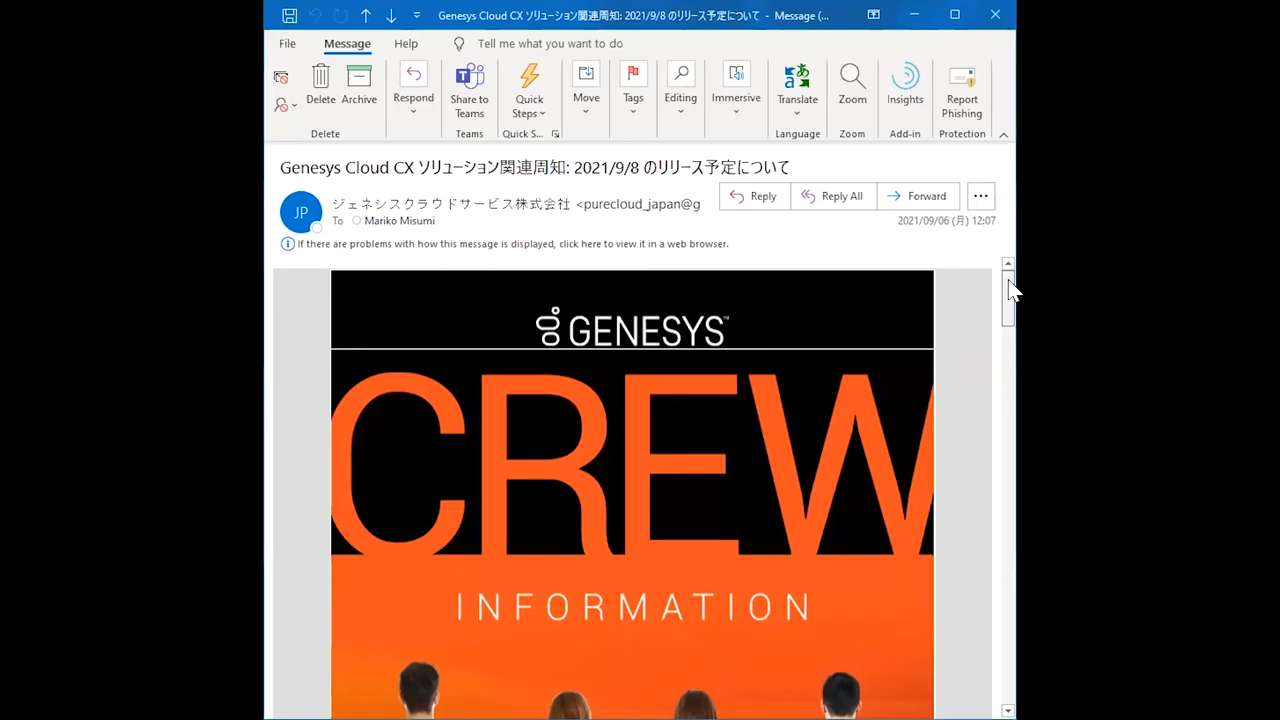 Genesys Cloud CX ソリューション関連周知: 2021/9/8 のリリース予定について - Message (...
File Message Help Tell me what you want to do
Delete Archive Respond Share to Teams Quick Steps Move Tags Editing Immersive Translate Zoom Insights Report Phishing
Delete Teams Quick S... Language Zoom Add-in Protection
Genesys Cloud CX ソリューション関連周知: 2021/9/8 のリリース予定について
JP
ジェネシスクラウドサービス株式会社 <purecloud_japan@g
Reply Reply All Forward
To Mariko Misumi
2021/09/06 (月) 12:07
If there are problems with how this message is displayed, click here to view it in a web browser.
GENESYS™
CREW
INFORMATION